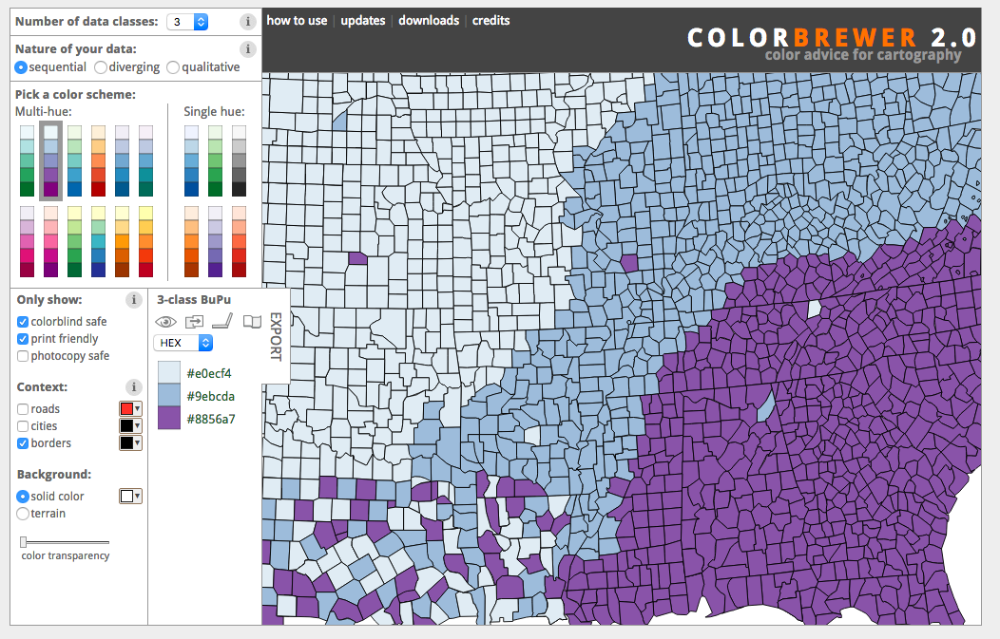 Number of data classes: 3 i
how to use | updates | downloads | credits
COLORBREWER 2.0
color advice for cartography
Nature of your data: i
sequential diverging qualitative
Pick a color scheme:
Multi-hue: Single hue:
Only show: i
colorblind safe
print friendly
photocopy safe
Context: i
roads
cities
borders
Background:
solid color
terrain
color transparency
3-class BuPu
EXPORT
HEX
#e0ecf4
#9ebcda
#8856a7